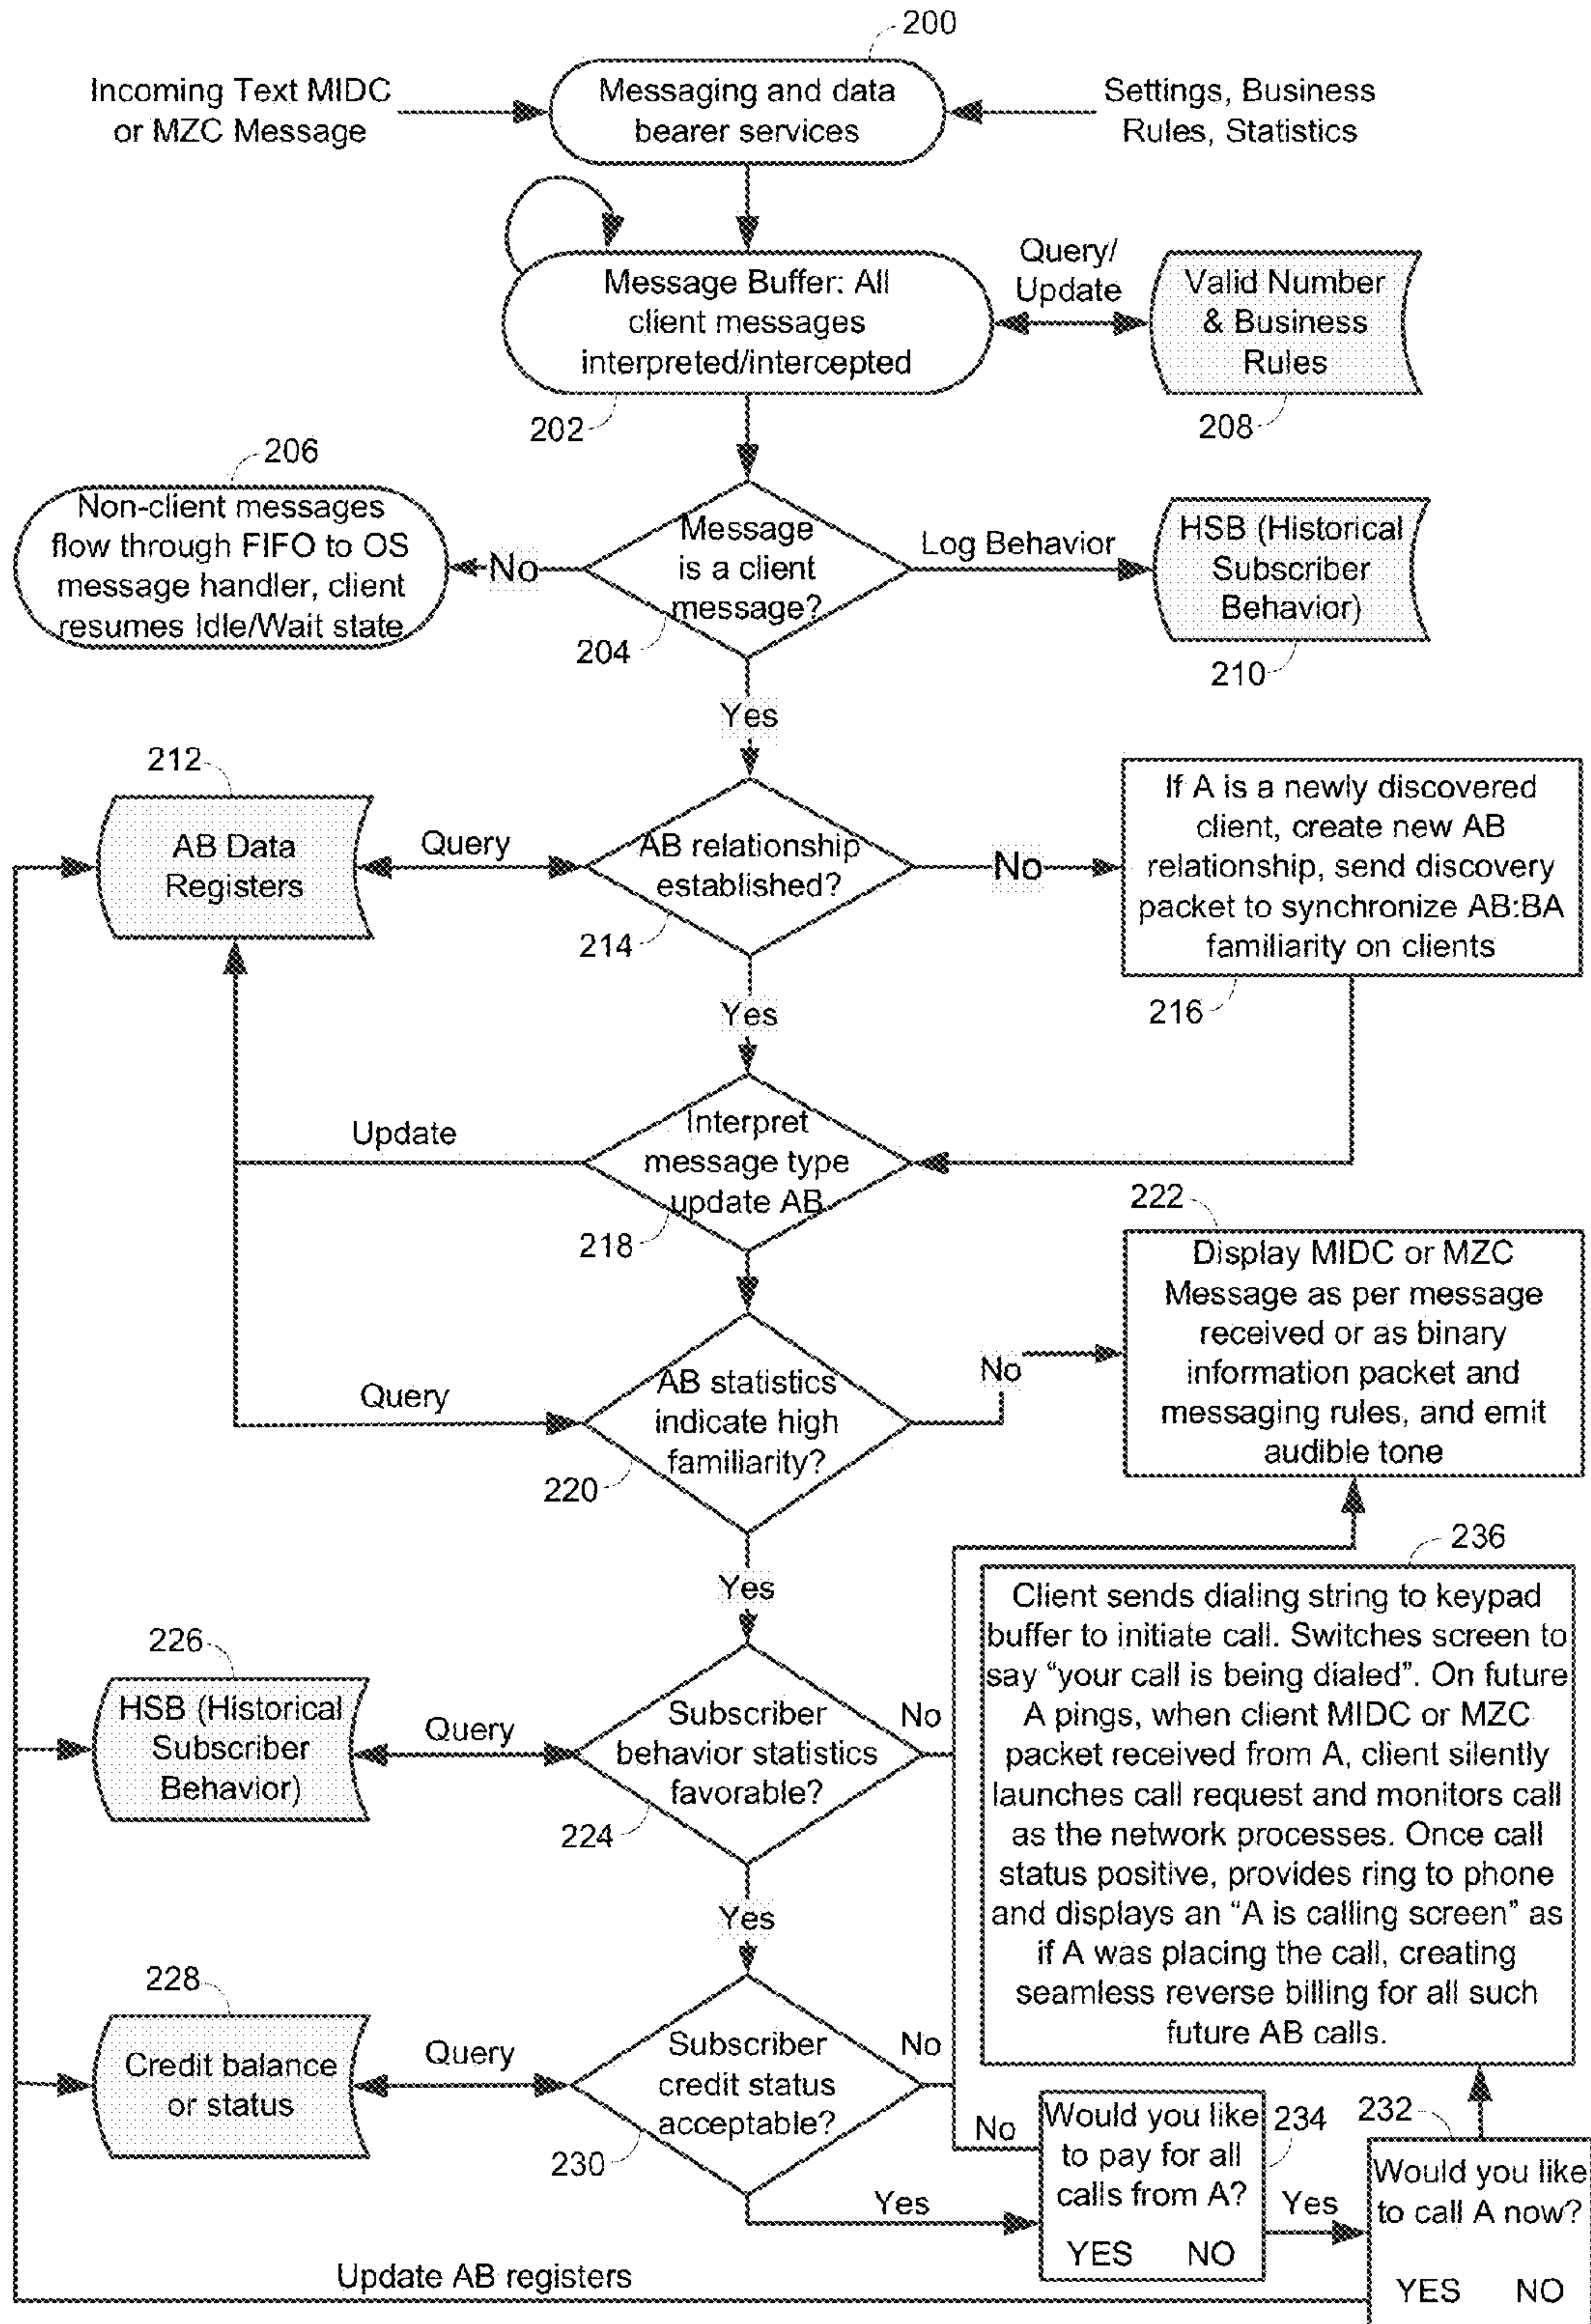 200
Incoming Text MIDC
or MZC Message
Messaging and data
bearer services
Settings, Business
Rules, Statistics
Message Buffer: All
client messages
interpreted/intercepted
Query/
Update
Valid Number
& Business
Rules
202
208
206
Non-client messages
flow through FIFO to OS
message handler, client
resumes Idle/Wait state
No
Message
is a client
message?
Log Behavior
HSB (Historical
Subscriber
Behavior)
204
210
Yes
212
AB Data
Registers
Query
AB relationship
established?
No
If A is a newly discovered
client, create new AB
relationship, send discovery
packet to synchronize AB:BA
familiarity on clients
214
216
Yes
Update
Interpret
message type
update AB
218
222
Display MIDC or MZC
Message as per message
received or as binary
information packet and
messaging rules, and emit
audible tone
Query
AB statistics
indicate high
familiarity?
No
220
Yes
236
Client sends dialing string to keypad
buffer to initiate call. Switches screen to
say “your call is being dialed”. On future
A pings, when client MIDC or MZC
packet received from A, client silently
launches call request and monitors call
as the network processes. Once call
status positive, provides ring to phone
and displays an “A is calling screen” as
if A was placing the call, creating
seamless reverse billing for all such
future AB calls.
226
HSB (Historical
Subscriber
Behavior)
Query
Subscriber
behavior statistics
favorable?
No
224
Yes
228
Credit balance
or status
Query
Subscriber
credit status
acceptable?
No
230
Yes
No
Would you like
to pay for all
calls from A?
YES NO
234
Yes
232
Would you like
to call A now?
YES NO
Update AB registers